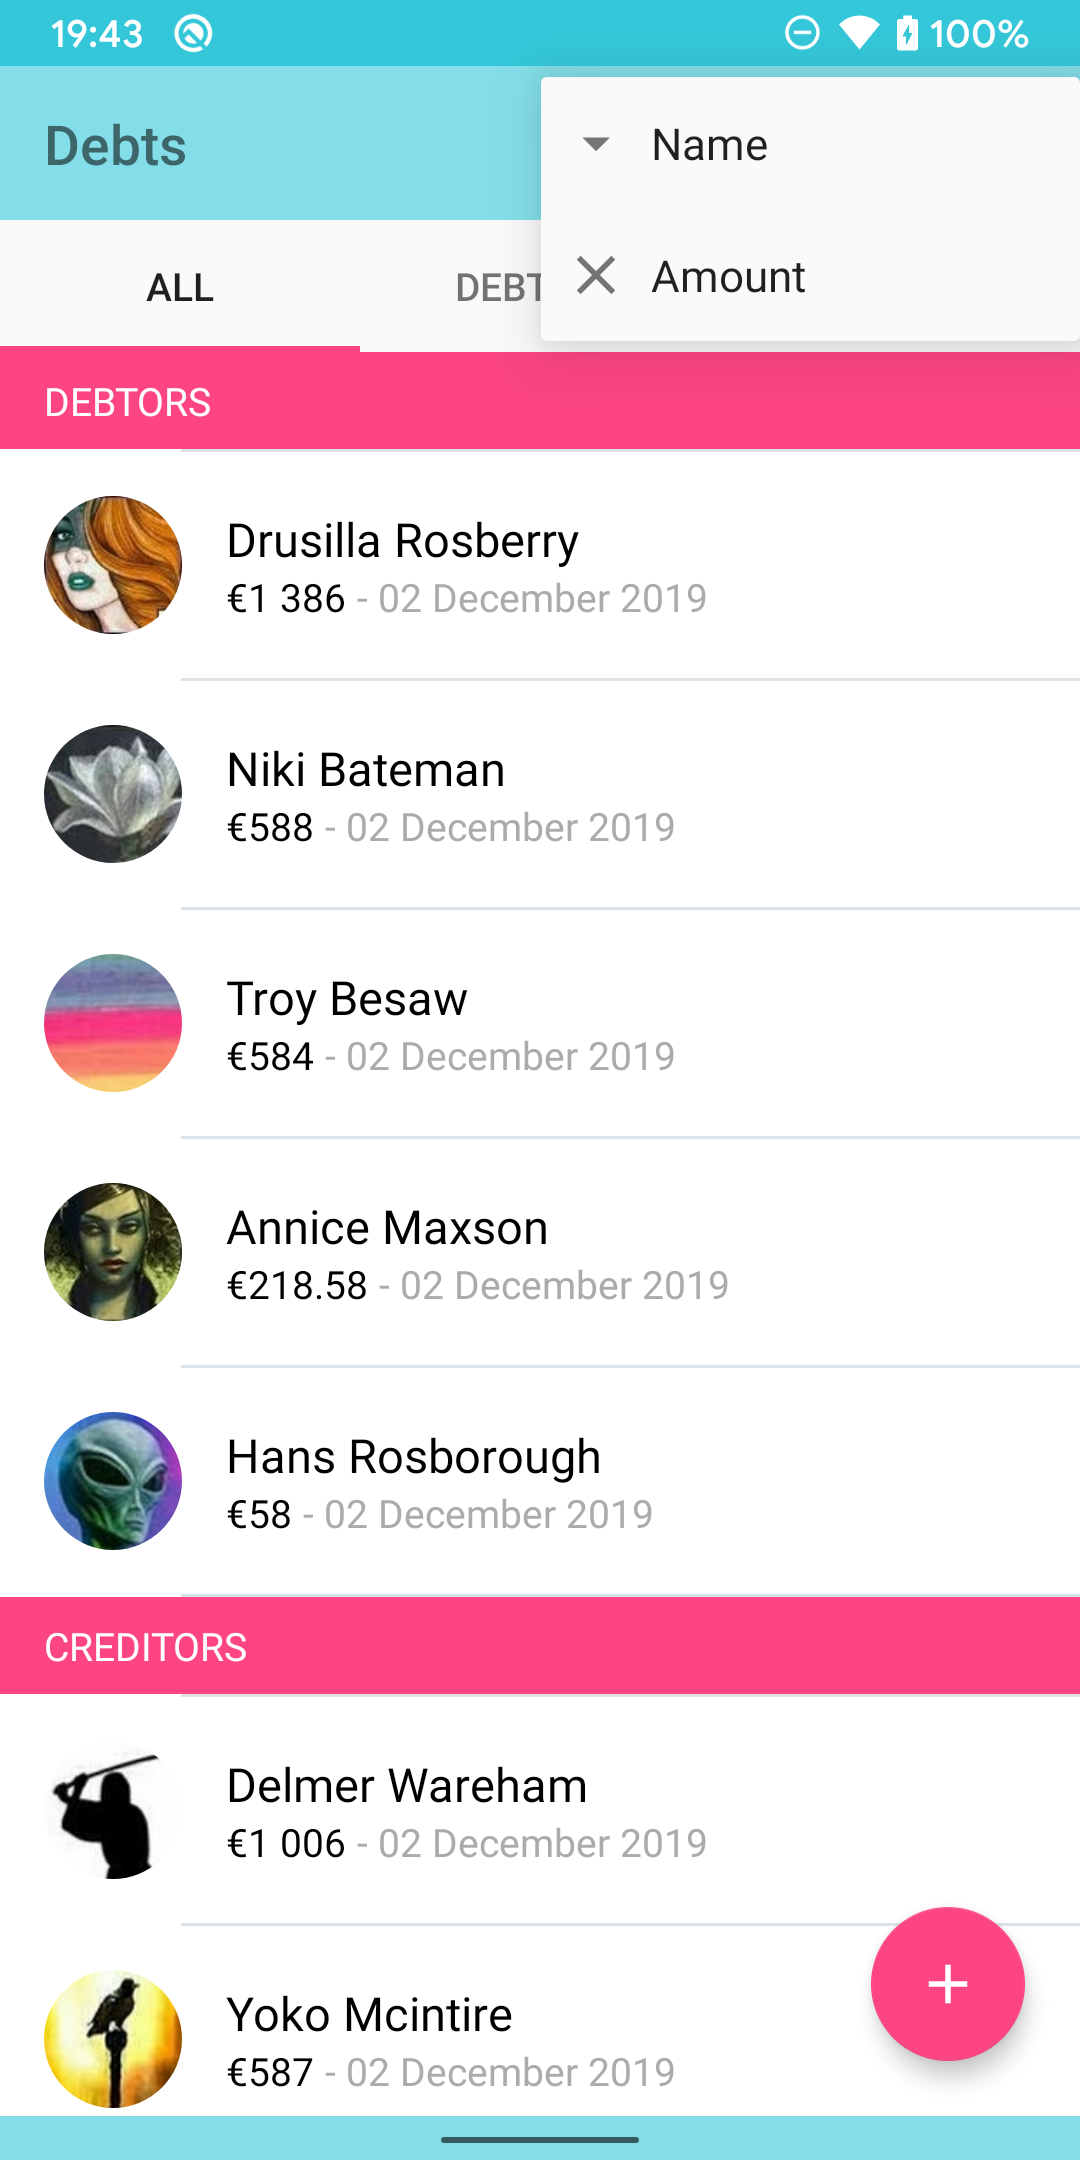 19:43 100%
Debts
Name
Amount
ALL
DEBT
DEBTORS
Drusilla Rosberry
€1 386 - 02 December 2019
Niki Bateman
€588 - 02 December 2019
Troy Besaw
€584 - 02 December 2019
Annice Maxson
€218.58 - 02 December 2019
Hans Rosborough
€58 - 02 December 2019
CREDITORS
Delmer Wareham
€1 006 - 02 December 2019
Yoko Mcintire
€587 - 02 December 2019